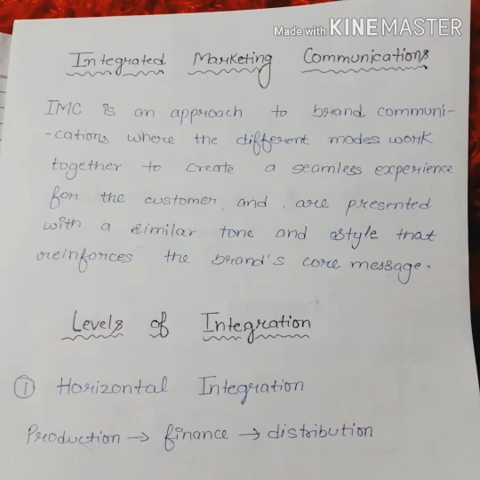 Made with KINEMASTER
Integrated Marketing Communications
IMC is an approach to brand communi-
-cations where the different modes work
together to create a seamless experience
for the customer and are presented
with a similar tone and style that
reinforces the brand's core message.
Levels of Integration
① Horizontal Integration
Production → finance → distribution